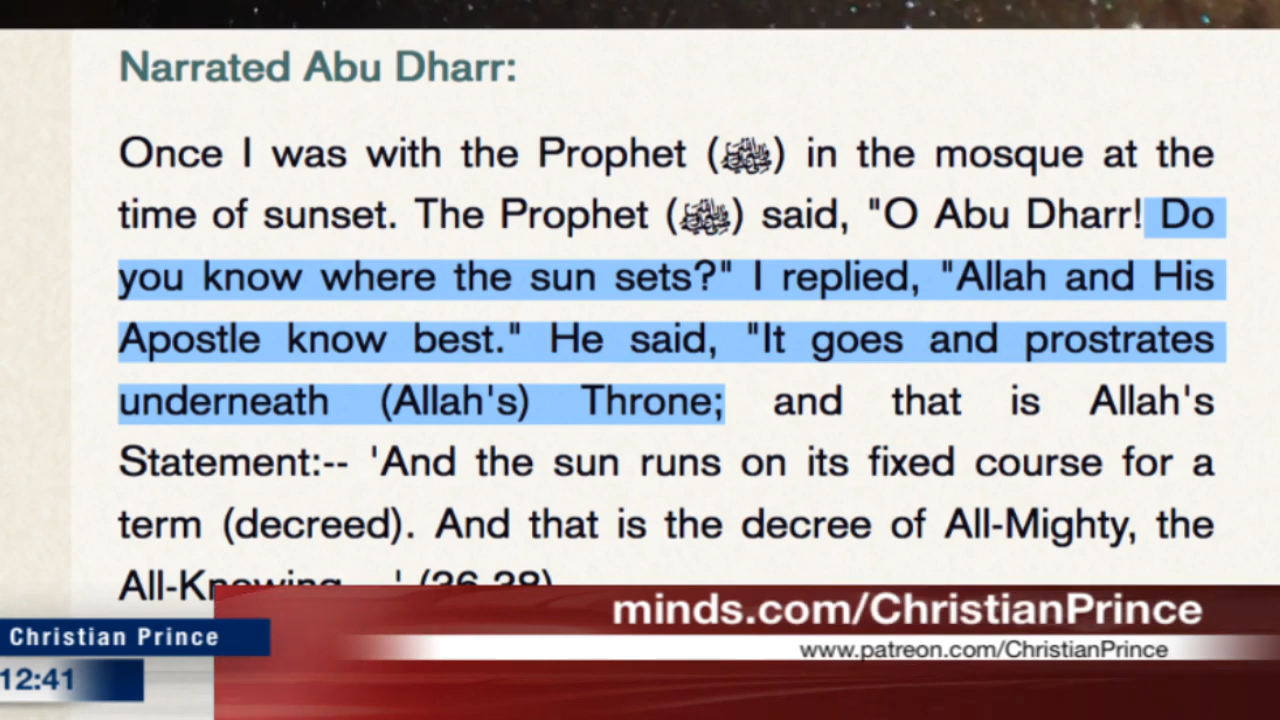 Narrated Abu Dharr:
Once I was with the Prophet (ﷺ) in the mosque at the
time of sunset. The Prophet (ﷺ) said, "O Abu Dharr! Do
you know where the sun sets?" I replied, "Allah and His
Apostle know best." He said, "It goes and prostrates
underneath (Allah's) Throne; and that is Allah's
Statement:-- 'And the sun runs on its fixed course for a
term (decreed). And that is the decree of All-Mighty, the
All-Knowing....' (36.38)
minds.com/ChristianPrince
Christian Prince
www.patreon.com/ChristianPrince
12:41